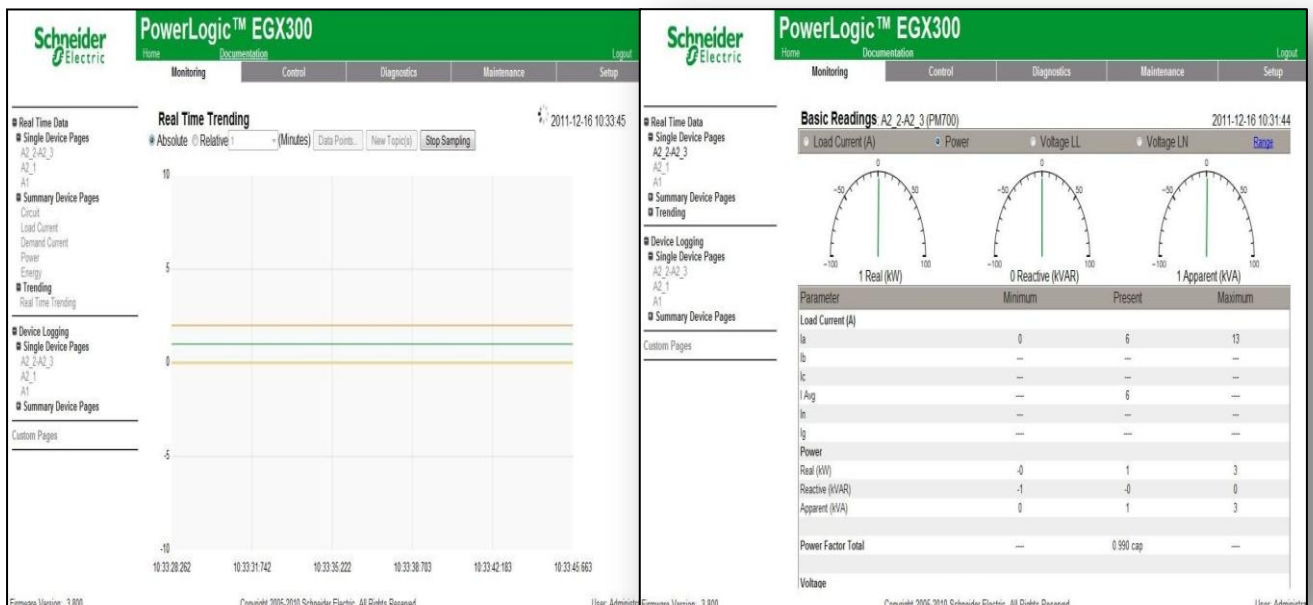 Schneider
Electric
PowerLogic™ EGX300
Home Documentation Logout
Monitoring Control Diagnostics Maintenance Setup
Real Time Data
Single Device Pages
A2_2-A2_3
A2_1
A1
Summary Device Pages
Circuit
Load Current
Demand Current
Power
Energy
Trending
Real Time Trending
Device Logging
Single Device Pages
A2_2-A2_3
A2_1
A1
Summary Device Pages
Custom Pages
Real Time Trending 2011-12-16 10:33:45
Absolute Relative 1 (Minutes) Data Points... New Topic(s) Stop Sampling
10
5
0
-5
-10
10:33:28:262 10:33:31:742 10:33:35:222 10:33:38:703 10:33:42:183 10:33:45:663
Firmware Version: 3.800 Copyright 2005-2010 Schneider Electric. All Rights Reserved. User: Administr
Schneider
Electric
PowerLogic™ EGX300
Home Documentation Logout
Monitoring Control Diagnostics Maintenance Setup
Real Time Data
Single Device Pages
A2_2-A2_3
A2_1
A1
Summary Device Pages
Trending
Device Logging
Single Device Pages
A2_2-A2_3
A2_1
A1
Summary Device Pages
Custom Pages
Basic Readings: A2_2-A2_3 (PM700) 2011-12-16 10:31:44
Load Current (A) Power Voltage LL Voltage LN Range
0 0 0
-50 50 -50 50 -50 50
-100 100 -100 100 -100 100
1 Real (kW) 0 Reactive (kVAR) 1 Apparent (kVA)
Parameter Minimum Present Maximum
Load Current (A)
Ia 0 6 13
Ib --- --- ---
Ic --- --- ---
I Avg --- 6 ---
In --- --- ---
Ig --- --- ---
Power
Real (kW) -0 1 3
Reactive (kVAR) -1 -0 0
Apparent (kVA) 0 1 3
Power Factor Total --- 0.990 cap ---
Voltage
Firmware Version: 3.800 Copyright 2005-2010 Schneider Electric. All Rights Reserved. User: Administr